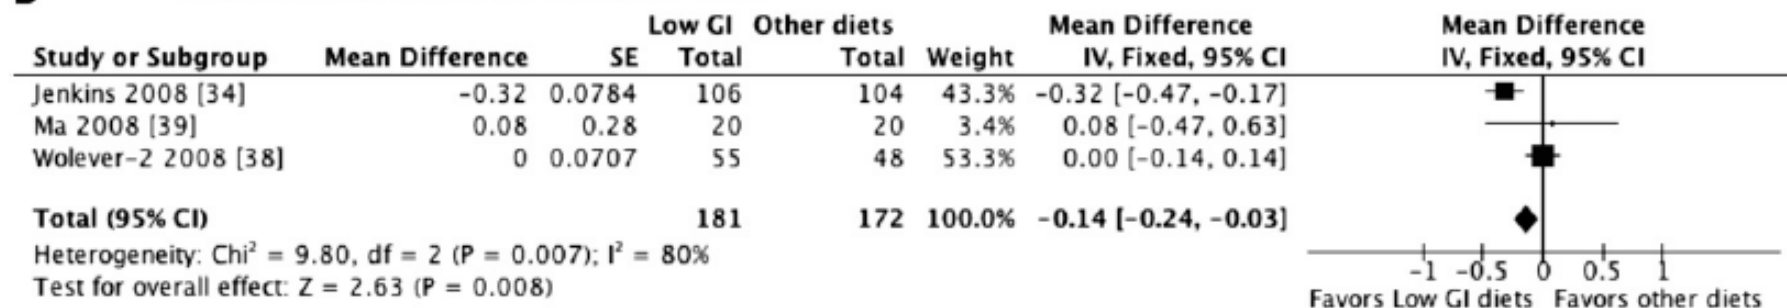 Low GI Other diets Mean Difference Mean Difference
Study or Subgroup Mean Difference SE Total Total Weight IV, Fixed, 95% CI IV, Fixed, 95% CI
Jenkins 2008 [34] -0.32 0.0784 106 104 43.3% -0.32 [-0.47, -0.17]
Ma 2008 [39] 0.08 0.28 20 20 3.4% 0.08 [-0.47, 0.63]
Wolever-2 2008 [38] 0 0.0707 55 48 53.3% 0.00 [-0.14, 0.14]
Total (95% CI) 181 172 100.0% -0.14 [-0.24, -0.03]
Heterogeneity: Chi² = 9.80, df = 2 (P = 0.007); I² = 80%
Test for overall effect: Z = 2.63 (P = 0.008)
-1 -0.5 0 0.5 1
Favors Low GI diets Favors other diets